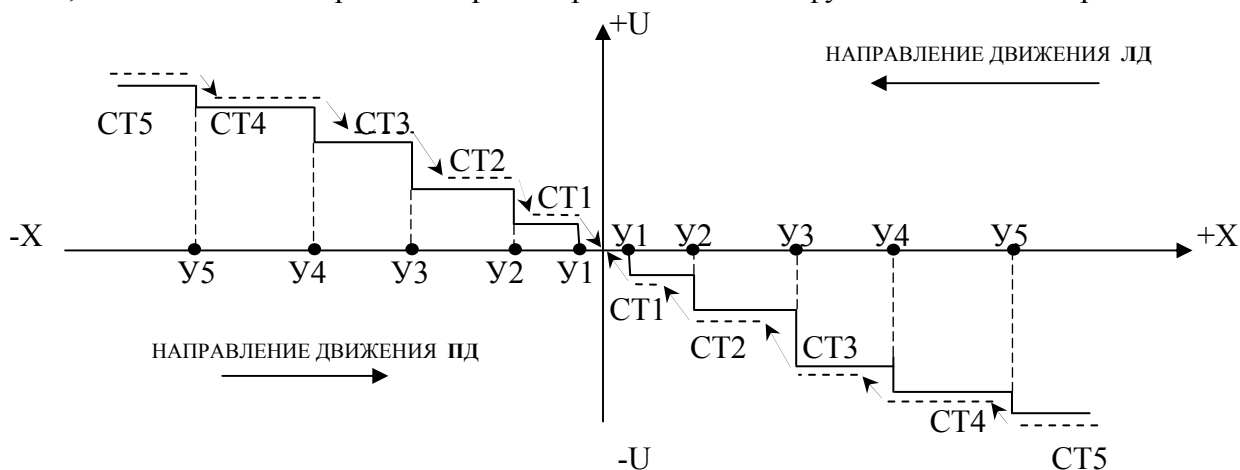 +U
НАПРАВЛЕНИЕ ДВИЖЕНИЯ ЛД
СТ5
СТ4
СТ3
СТ2
СТ1
-X
У1
У2
У3
У4
У5
+X
У5
У4
У3
У2
У1
СТ1
СТ2
СТ3
НАПРАВЛЕНИЕ ДВИЖЕНИЯ ПД
СТ4
СТ5
-U